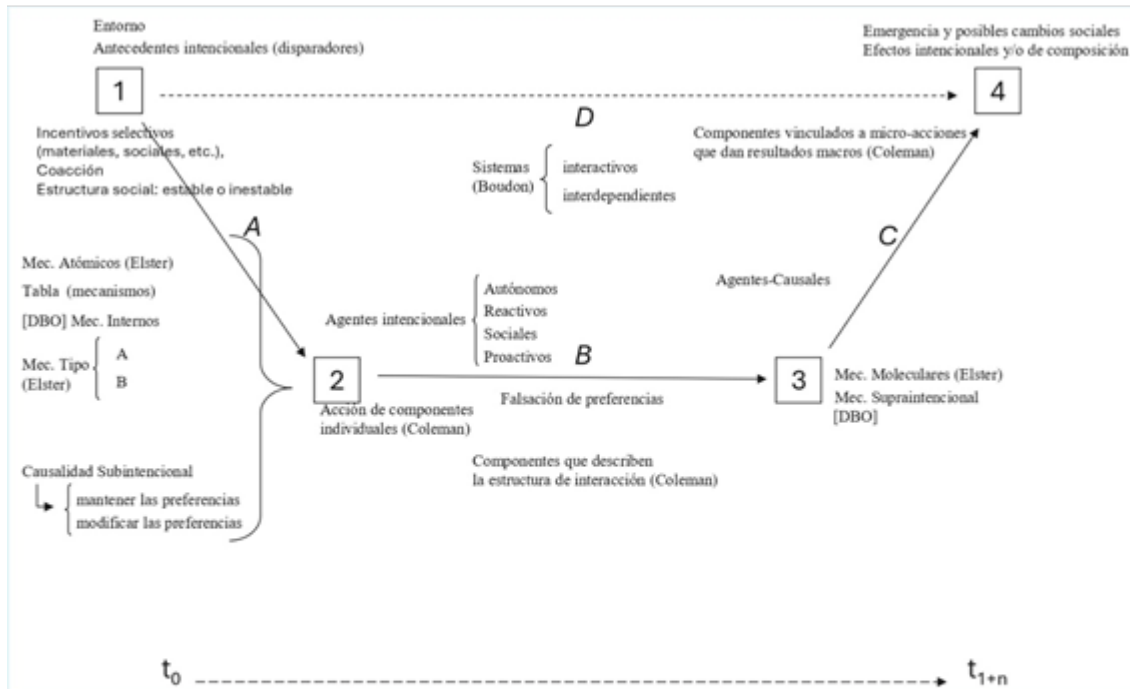 Entorno
Antecedentes intencionales (disparadores)
Emergencia y posibles cambios sociales
Efectos intencionales y/o de composición
1
4
D
Incentivos selectivos
(materiales, sociales, etc.),
Coacción
Estructura social: estable o inestable
Sistemas
(Boudon)
interactivos
interdependientes
Componentes vinculados a micro-acciones
que dan resultados macros (Coleman)
A
C
Mec. Atómicos (Elster)
Tabla (mecanismos)
[DBO] Mec. Internos
Mec. Tipo
(Elster)
A
B
Agentes intencionales
Autónomos
Reactivos
Sociales
Proactivos
B
Agentes-Causales
2
3
Acción de componentes
individuales (Coleman)
Falsación de preferencias
Mec. Moleculares (Elster)
Mec. Supraintencional
[DBO]
Componentes que describen
la estructura de interacción (Coleman)
Causalidad Subintencional
mantener las preferencias
modificar las preferencias
t0
t1+n